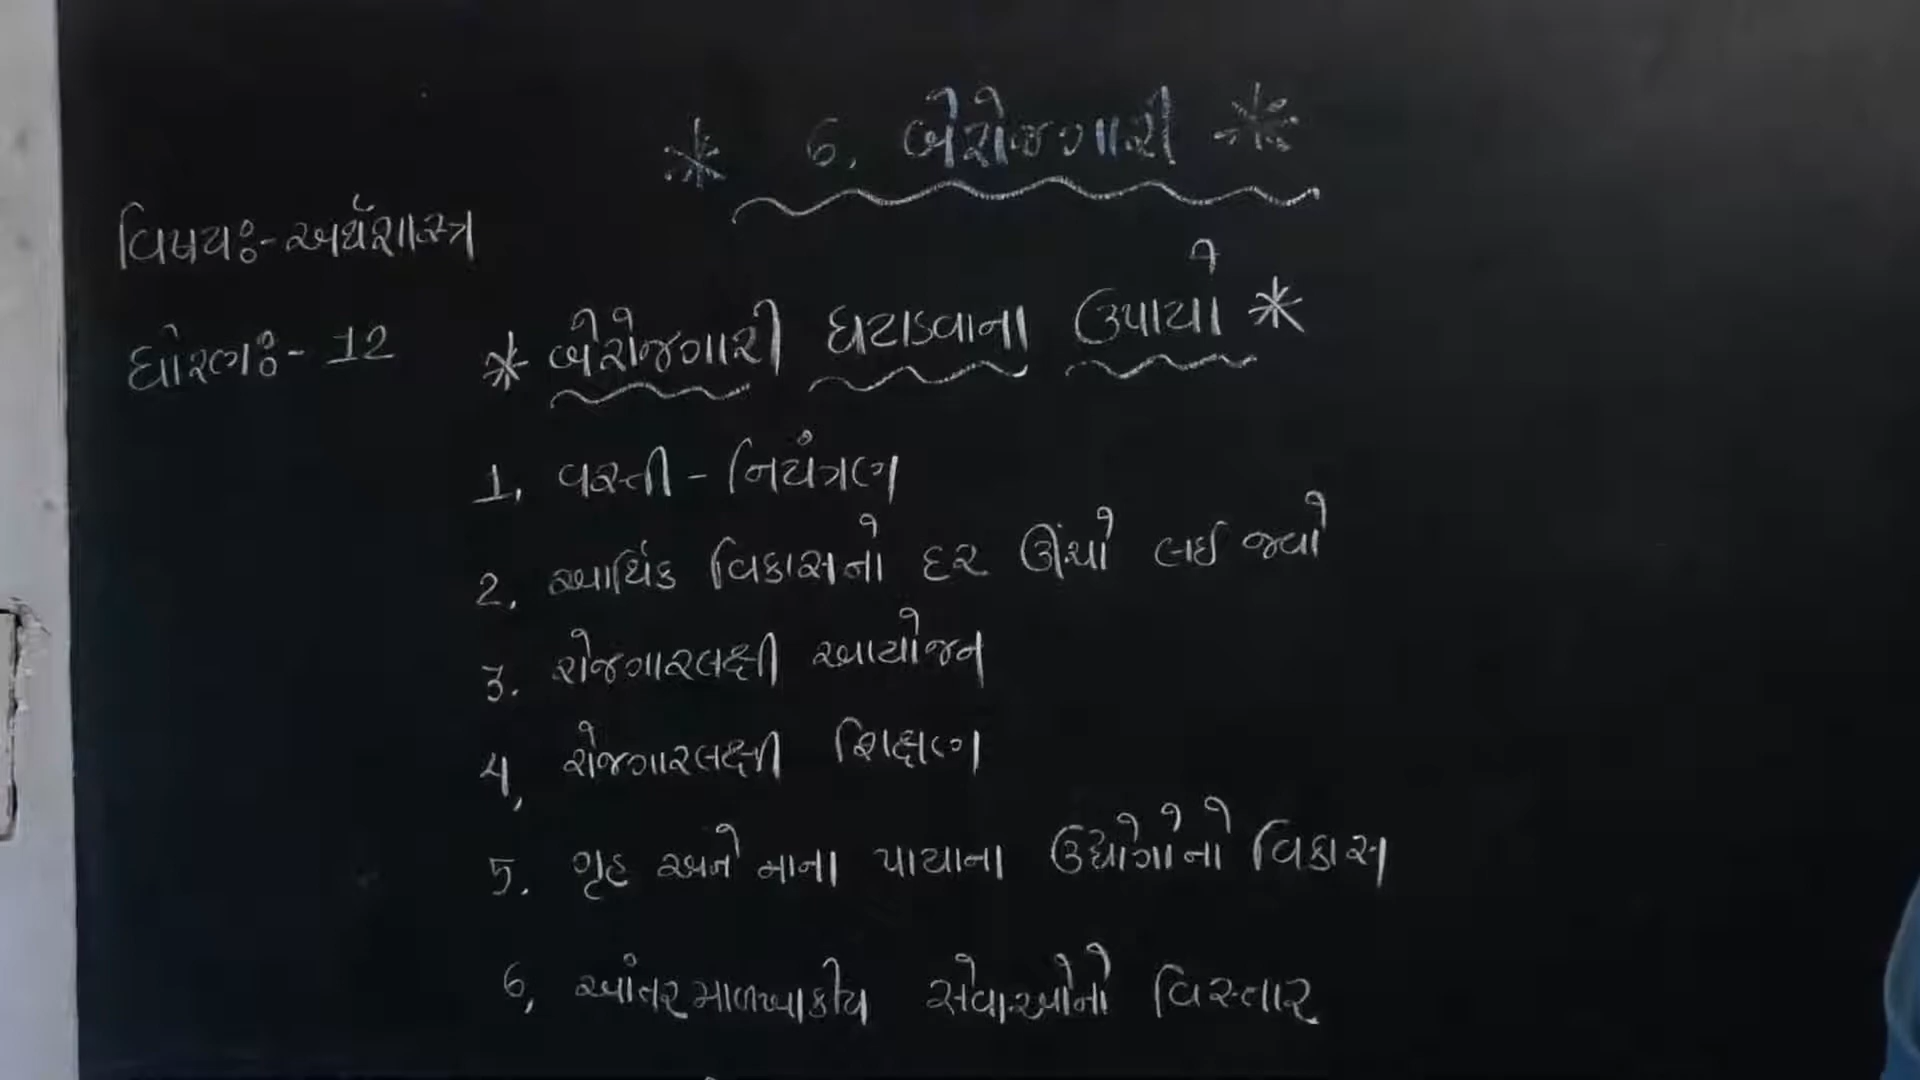 * 6. બેરોજગારી *
વિષયઃ- અર્થશાસ્ત્ર
ધોરણઃ- 12
* બેરોજગારી ઘટાડવાના ઉપાયો *
1. વસ્તી - નિયંત્રણ
2. આર્થિક વિકાસનો દર ઊંચો લઈ જવો
3. રોજગારલક્ષી આયોજન
4. રોજગારલક્ષી શિક્ષણ
5. ગૃહ અને નાના પાયાના ઉદ્યોગોનો વિકાસ
6. આંતરમાળખાકીય સેવાઓનો વિસ્તાર